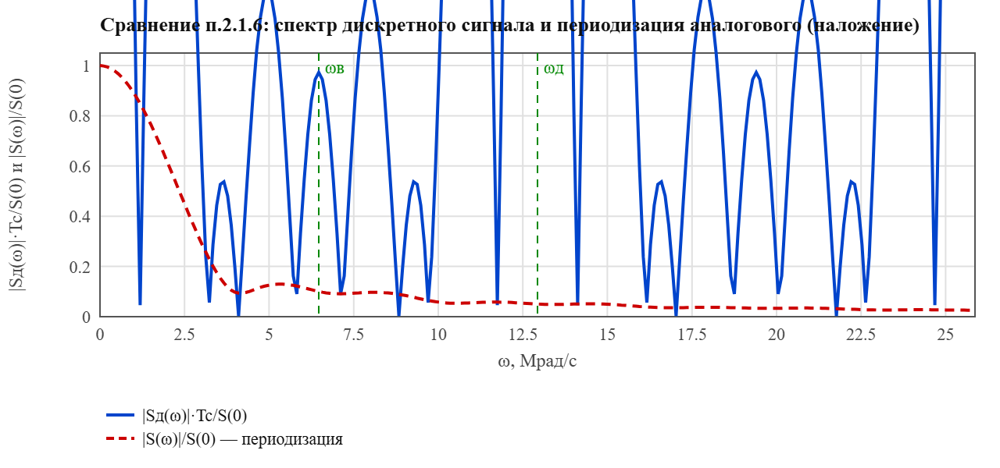 Сравнение п.2.1.6: спектр дискретного сигнала и периодизация аналогового (наложение)
|Sд(ω)|·Tc/S(0) и |S(ω)|/S(0)
1
0.8
0.6
0.4
0.2
0
ωв
ωд
0 2.5 5 7.5 10 12.5 15 17.5 20 22.5 25
ω, Мрад/с
|Sд(ω)|·Tc/S(0)
|S(ω)|/S(0) — периодизация